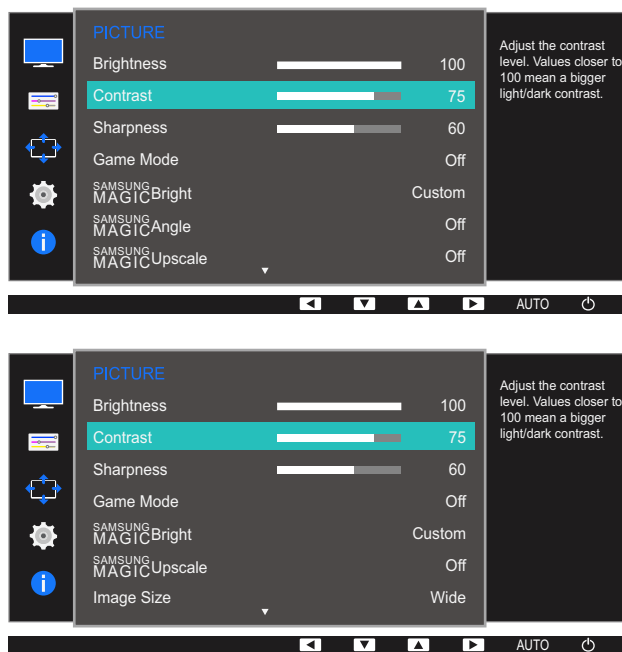 PICTURE
Brightness 100
Contrast 75
Sharpness 60
Game Mode Off
SAMSUNG
MAGICBright Custom
SAMSUNG
MAGICAngle Off
SAMSUNG
MAGICUpscale Off
Adjust the contrast
level. Values closer to
100 mean a bigger
light/dark contrast.
AUTO
PICTURE
Brightness 100
Contrast 75
Sharpness 60
Game Mode Off
SAMSUNG
MAGICBright Custom
SAMSUNG
MAGICUpscale Off
Image Size Wide
Adjust the contrast
level. Values closer to
100 mean a bigger
light/dark contrast.
AUTO